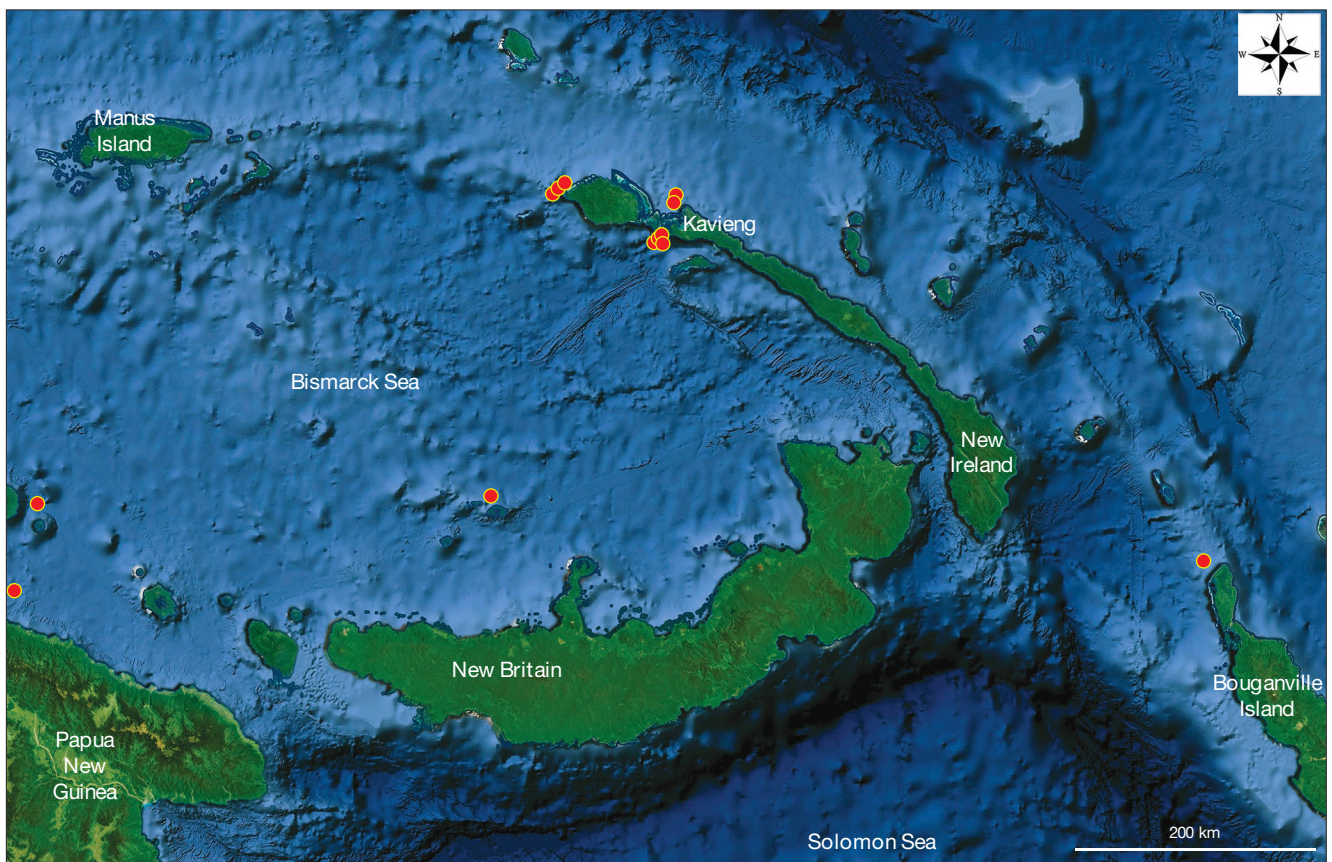 N
W E
S
Manus
Island
Kavieng
Bismarck Sea
New
Ireland
New Britain
Bouganville
Island
Papua
New
Guinea
200 km
Solomon Sea